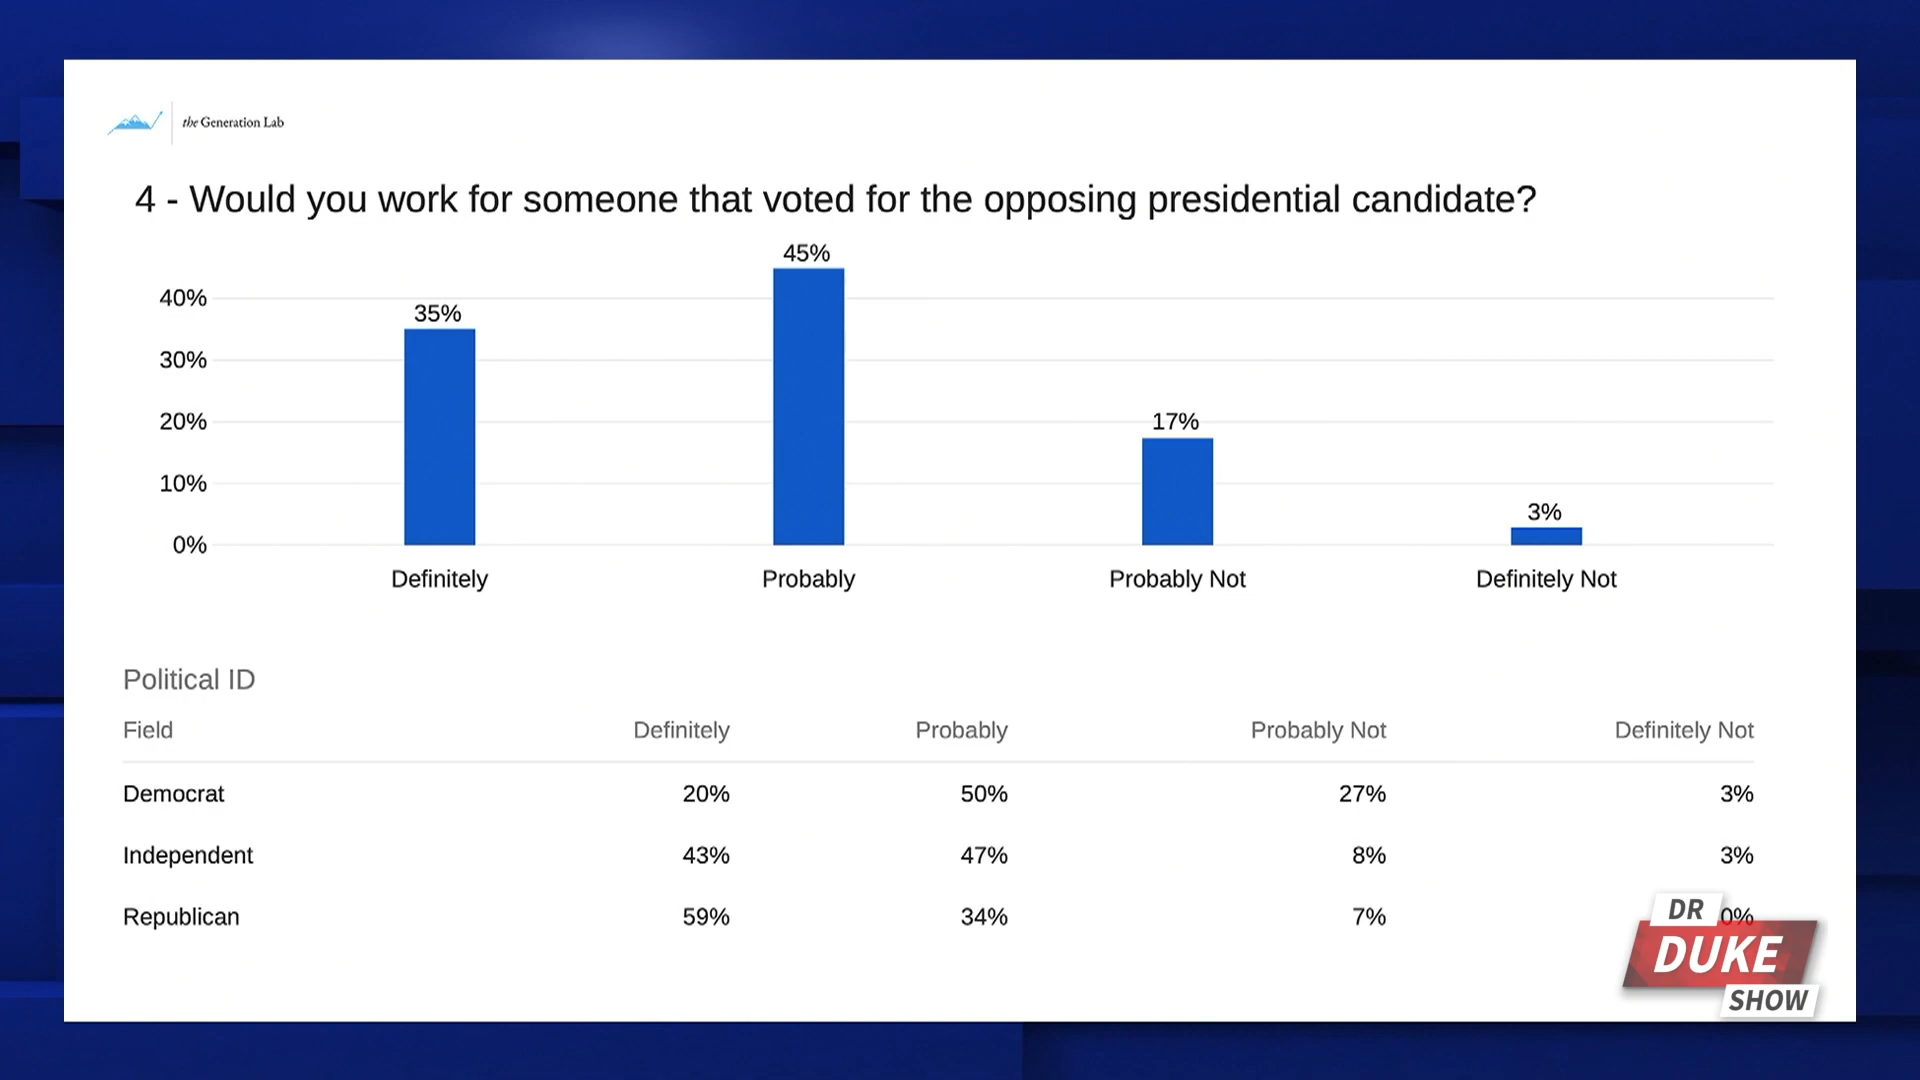 the Generation Lab
4 - Would you work for someone that voted for the opposing presidential candidate?
45%
40%
35%
30%
20%
17%
10%
3%
0%
Definitely Probably Probably Not Definitely Not
Political ID
Field Definitely Probably Probably Not Definitely Not
Democrat 20% 50% 27% 3%
Independent 43% 47% 8% 3%
Republican 59% 34% 7% 0%
DR
DUKE
SHOW